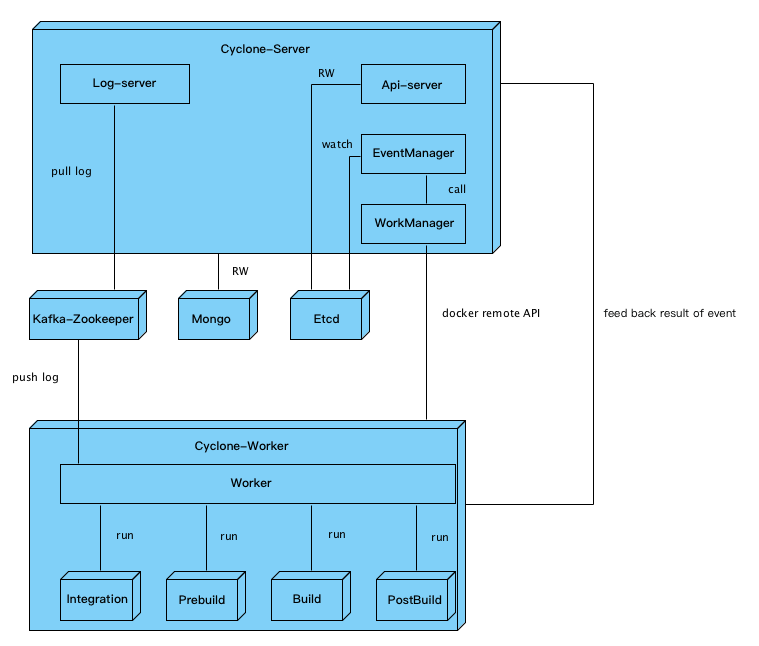 Cyclone-Server
Log-server
RW
Api-server
watch
EventManager
pull log
call
WorkManager
RW
Kafka-Zookeeper
Mongo
Etcd
docker remote API
feed back result of event
push log
Cyclone-Worker
Worker
run
run
run
run
Integration
Prebuild
Build
PostBuild